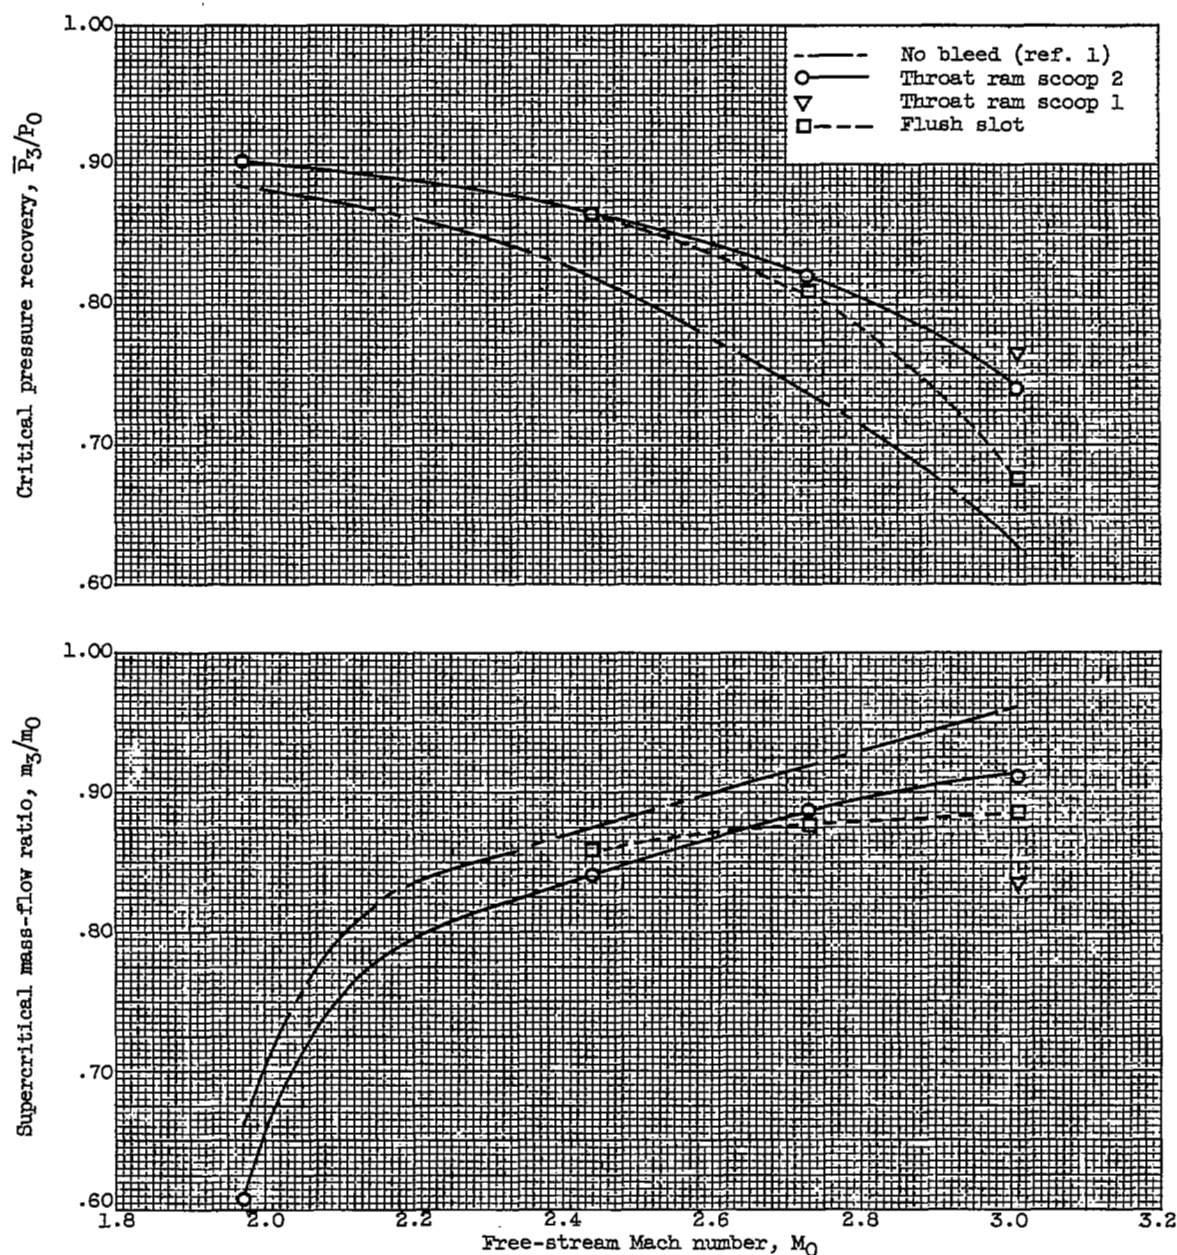 1.00
.90
.80
.70
.60
Critical pressure recovery, P̅3/P0
No bleed (ref. 1)
Throat ram scoop 2
Throat ram scoop 1
Flush slot
1.00
.90
.80
.70
.60
Supercritical mass-flow ratio, m3/m0
1.8 2.0 2.2 2.4 2.6 2.8 3.0 3.2
Free-stream Mach number, M0